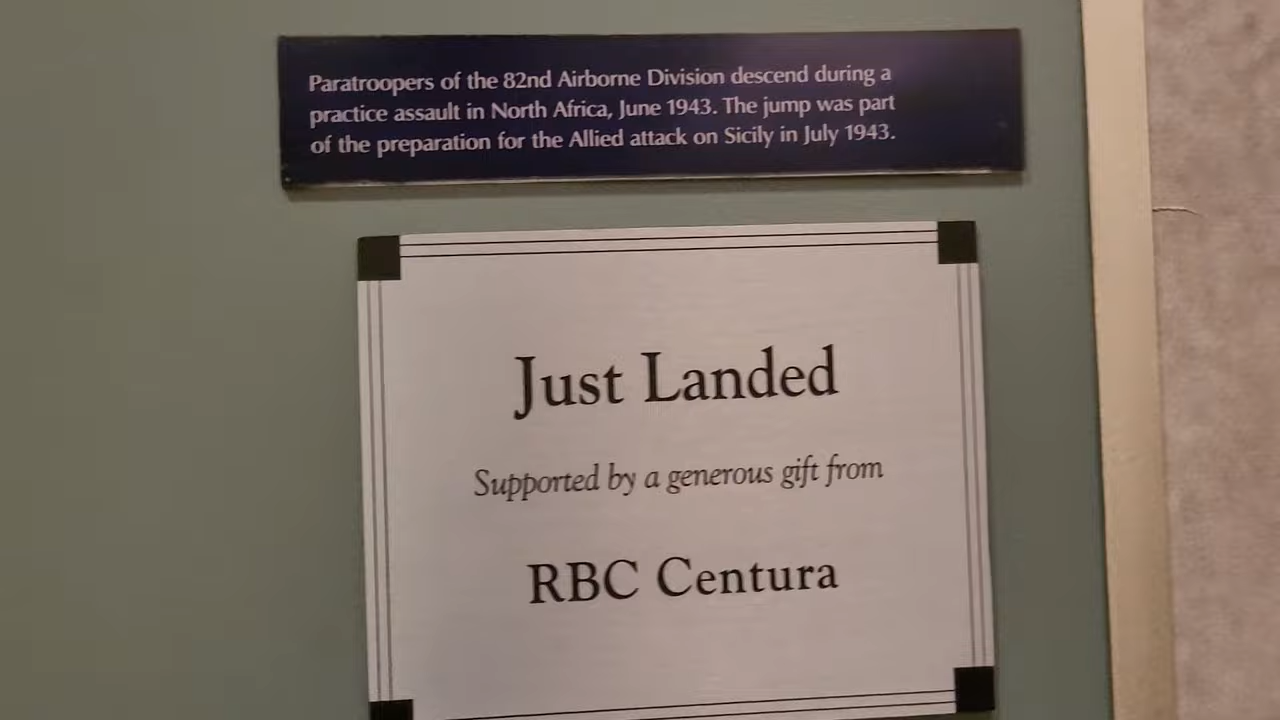 Paratroopers of the 82nd Airborne Division descend during a
practice assault in North Africa, June 1943. The jump was part
of the preparation for the Allied attack on Sicily in July 1943.
Just Landed
Supported by a generous gift from
RBC Centura